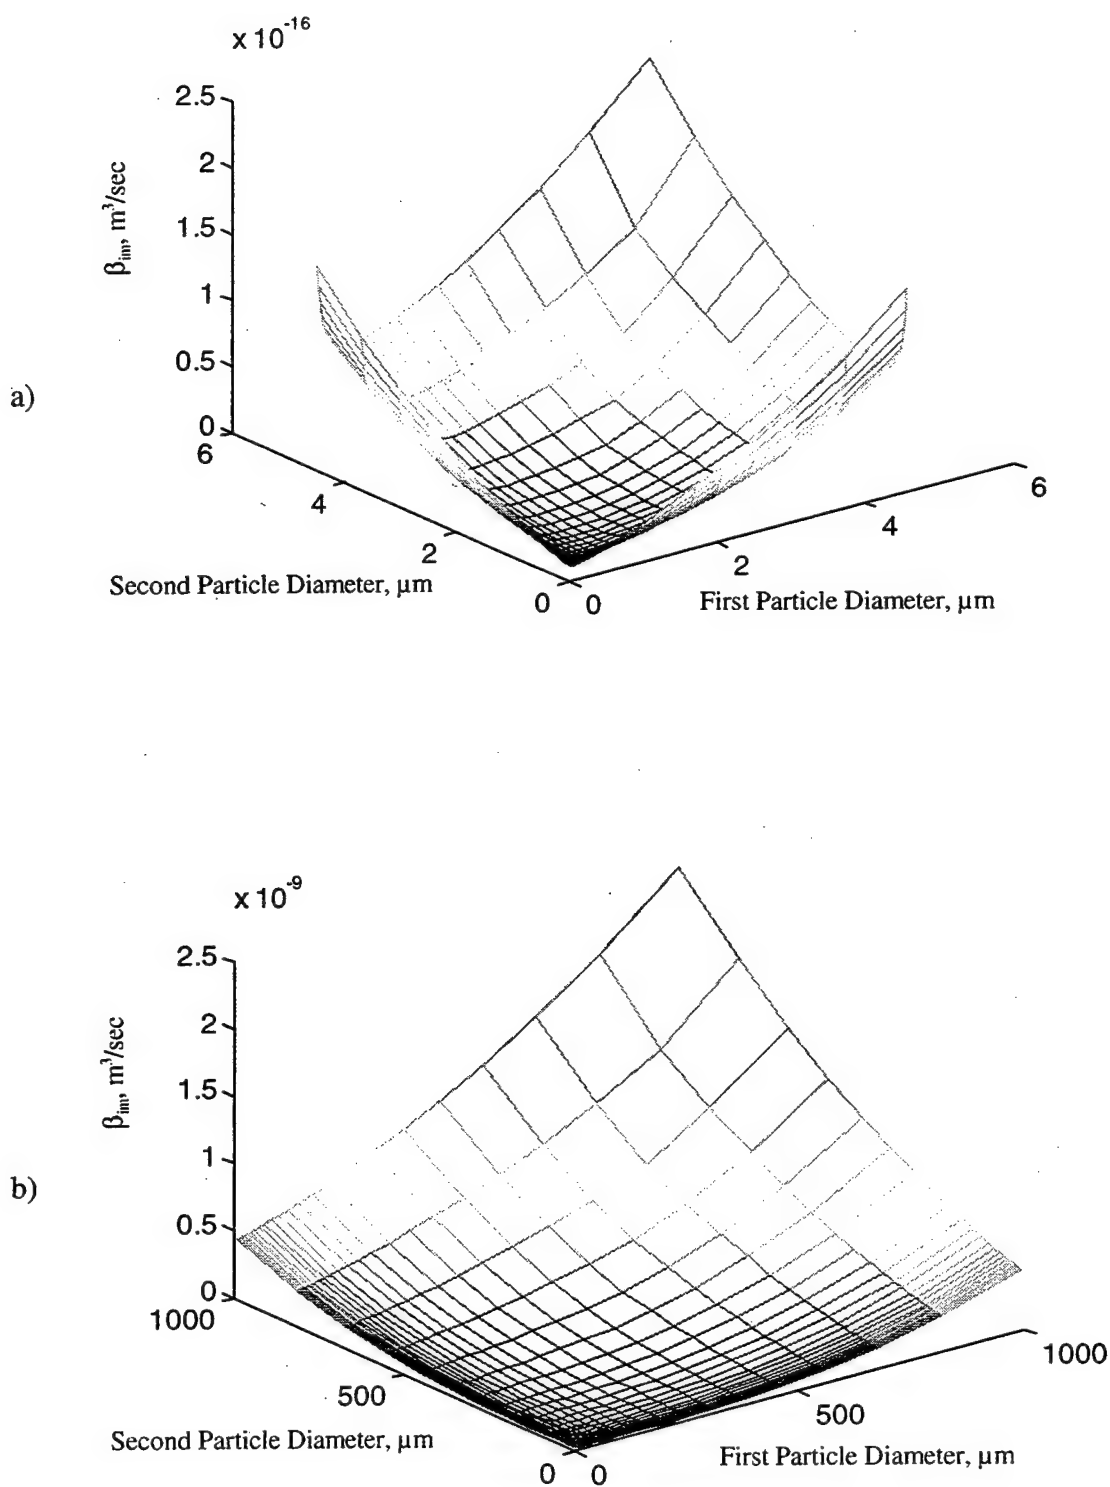 x 10⁻¹⁶
2.5
2
1.5
1
0.5
0
βᵢₘ, m³/sec
a)
6
4
2
0
Second Particle Diameter, μm
0
2
4
6
First Particle Diameter, μm
x 10⁻⁹
2.5
2
1.5
1
0.5
0
βᵢₘ, m³/sec
b)
1000
500
0
Second Particle Diameter, μm
0
500
1000
First Particle Diameter, μm